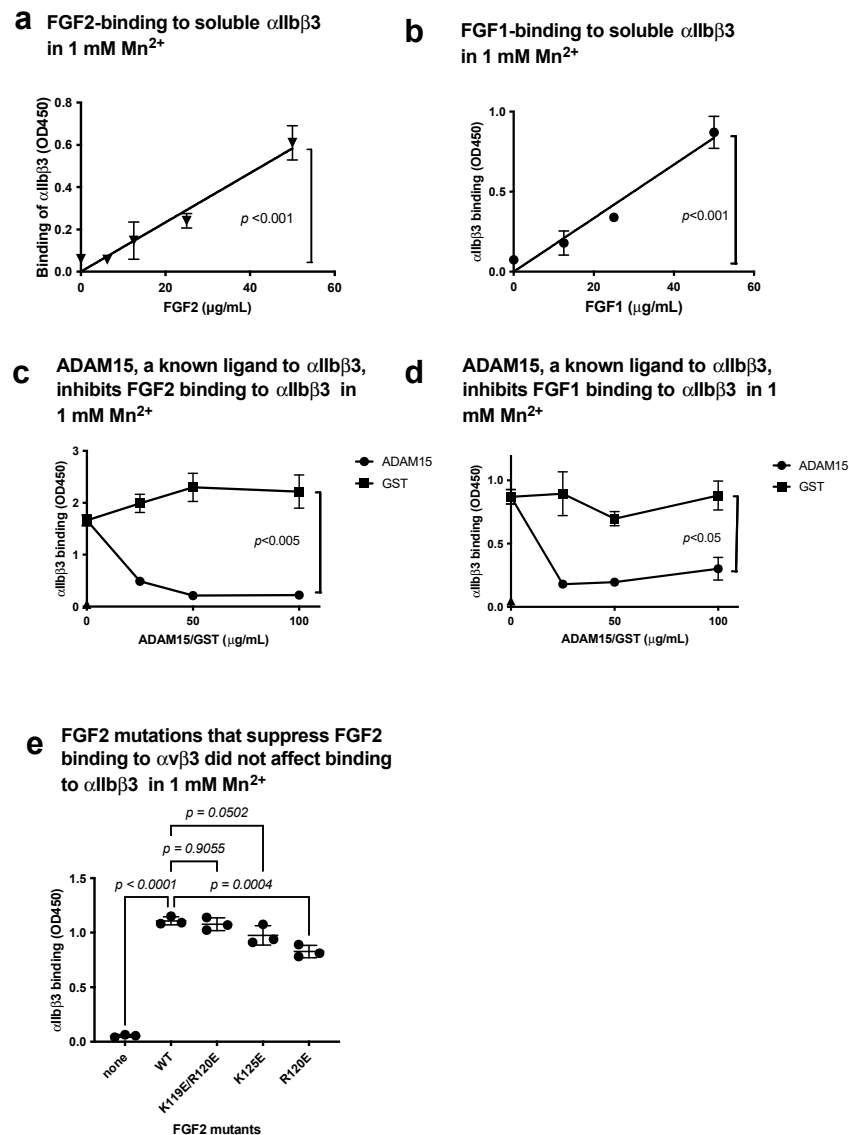 a
FGF2-binding to soluble αIIbβ3
in 1 mM Mn²⁺
Binding of αIIbβ3 (OD450)
0.8
0.6
0.4
0.2
0.0
p <0.001
0
20
40
60
FGF2 (µg/mL)
b
FGF1-binding to soluble αIIbβ3
in 1 mM Mn²⁺
αIIbβ3 binding (OD450)
1.0
0.5
0.0
p<0.001
0
20
40
60
FGF1 (µg/mL)
c
ADAM15, a known ligand to αIIbβ3,
inhibits FGF2 binding to αIIbβ3 in
1 mM Mn²⁺
αIIbβ3 binding (OD450)
3
2
1
0
ADAM15
GST
p<0.005
0
50
100
ADAM15/GST (µg/mL)
d
ADAM15, a known ligand to αIIbβ3,
inhibits FGF1 binding to αIIbβ3 in 1
mM Mn²⁺
αIIbβ3 binding (OD450)
1.0
0.5
0.0
ADAM15
GST
p<0.05
0
50
100
ADAM15/GST (µg/mL)
e
FGF2 mutations that suppress FGF2
binding to αvβ3 did not affect binding
to αIIbβ3 in 1 mM Mn²⁺
p = 0.0502
p = 0.9055
p < 0.0001
p = 0.0004
αIIbβ3 binding (OD450)
1.5
1.0
0.5
0.0
none
WT
K119E/R120E
K125E
R120E
FGF2 mutants